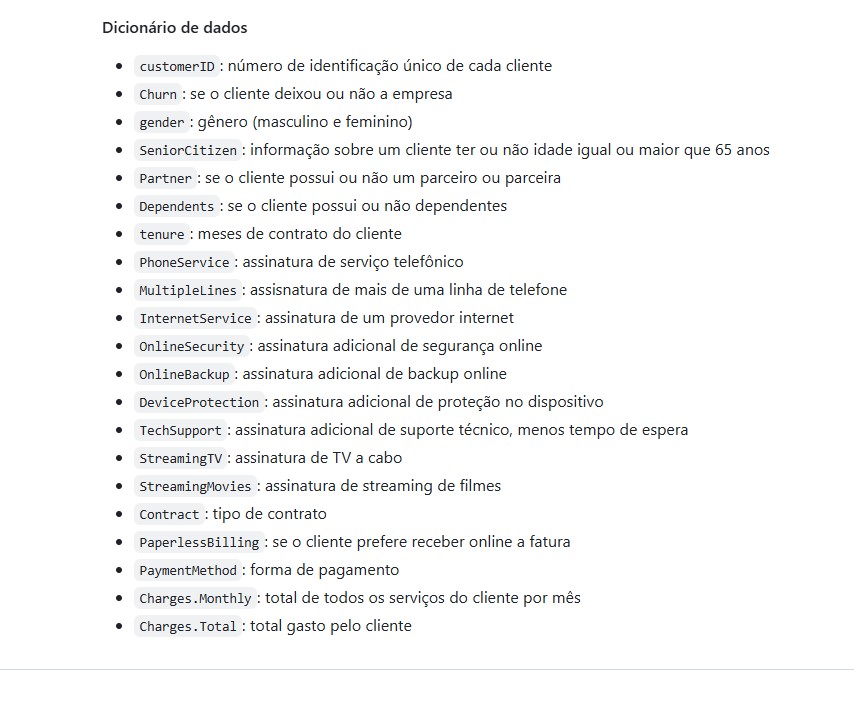 Dicionário de dados
customerID: número de identificação único de cada cliente
Churn: se o cliente deixou ou não a empresa
gender: gênero (masculino e feminino)
SeniorCitizen: informação sobre um cliente ter ou não idade igual ou maior que 65 anos
Partner: se o cliente possui ou não um parceiro ou parceira
Dependents: se o cliente possui ou não dependentes
tenure: meses de contrato do cliente
PhoneService: assinatura de serviço telefônico
MultipleLines: assisnatura de mais de uma linha de telefone
InternetService: assinatura de um provedor internet
OnlineSecurity: assinatura adicional de segurança online
OnlineBackup: assinatura adicional de backup online
DeviceProtection: assinatura adicional de proteção no dispositivo
TechSupport: assinatura adicional de suporte técnico, menos tempo de espera
StreamingTV: assinatura de TV a cabo
StreamingMovies: assinatura de streaming de filmes
Contract: tipo de contrato
PaperlessBilling: se o cliente prefere receber online a fatura
PaymentMethod: forma de pagamento
Charges.Monthly: total de todos os serviços do cliente por mês
Charges.Total: total gasto pelo cliente